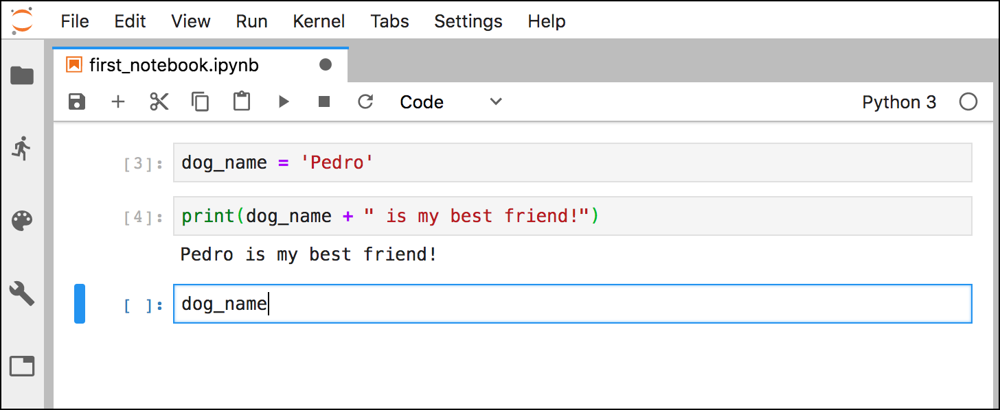 File Edit View Run Kernel Tabs Settings Help
first_notebook.ipynb
Code Python 3
[3]: dog_name = 'Pedro'
[4]: print(dog_name + " is my best friend!")
Pedro is my best friend!
[ ]: dog_name